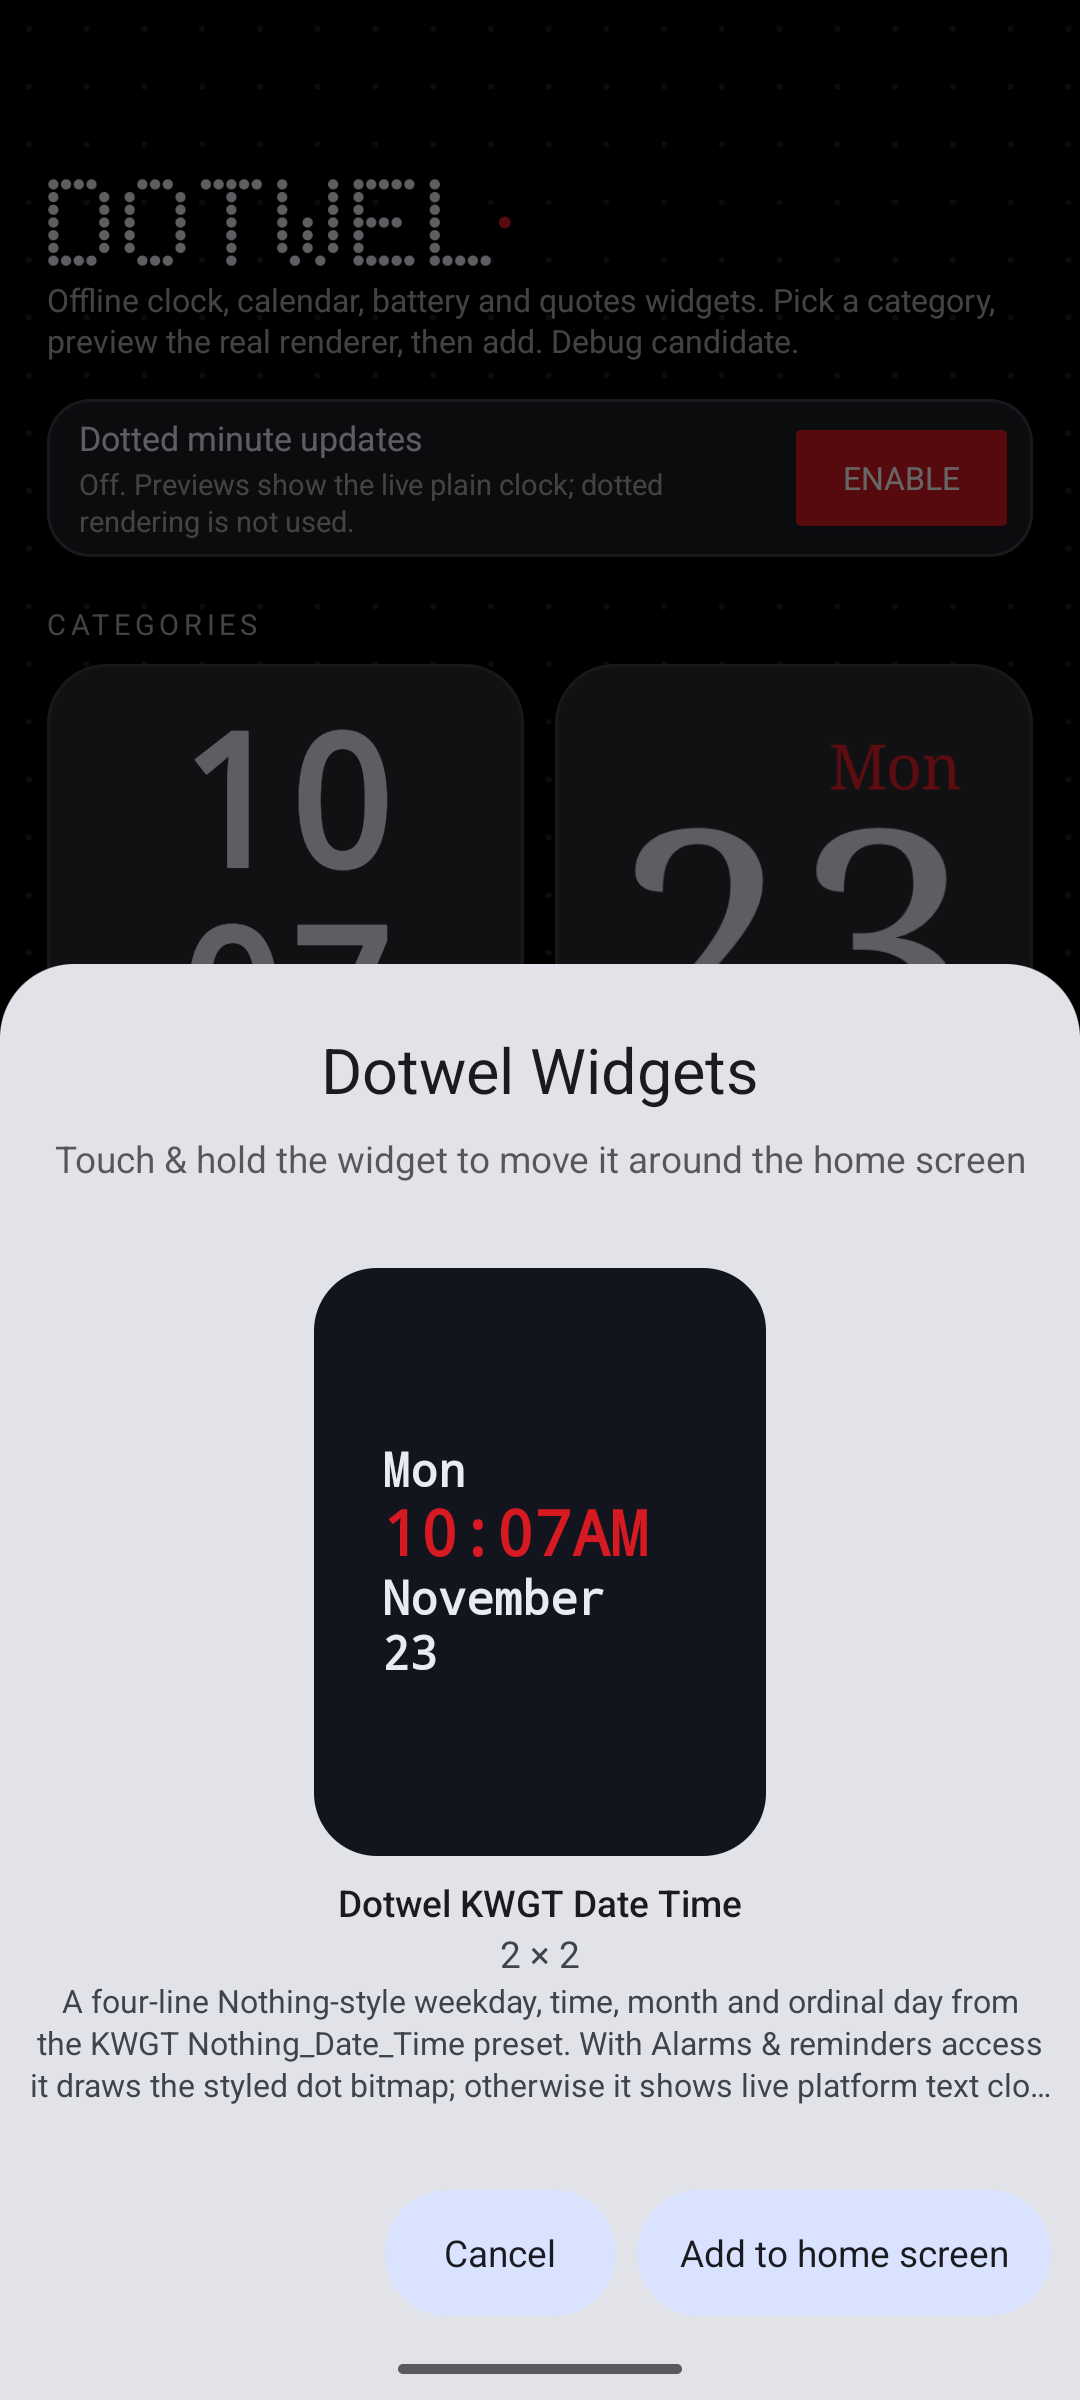 DOTWEL
Offline clock, calendar, battery and quotes widgets. Pick a category,
preview the real renderer, then add. Debug candidate.
Dotted minute updates
Off. Previews show the live plain clock; dotted
rendering is not used.
ENABLE
CATEGORIES
10
07
Mon
23
Dotwel Widgets
Touch & hold the widget to move it around the home screen
Mon
10:07AM
November
23
Dotwel KWGT Date Time
2 × 2
A four-line Nothing-style weekday, time, month and ordinal day from
the KWGT Nothing_Date_Time preset. With Alarms & reminders access
it draws the styled dot bitmap; otherwise it shows live platform text clo…
Cancel
Add to home screen